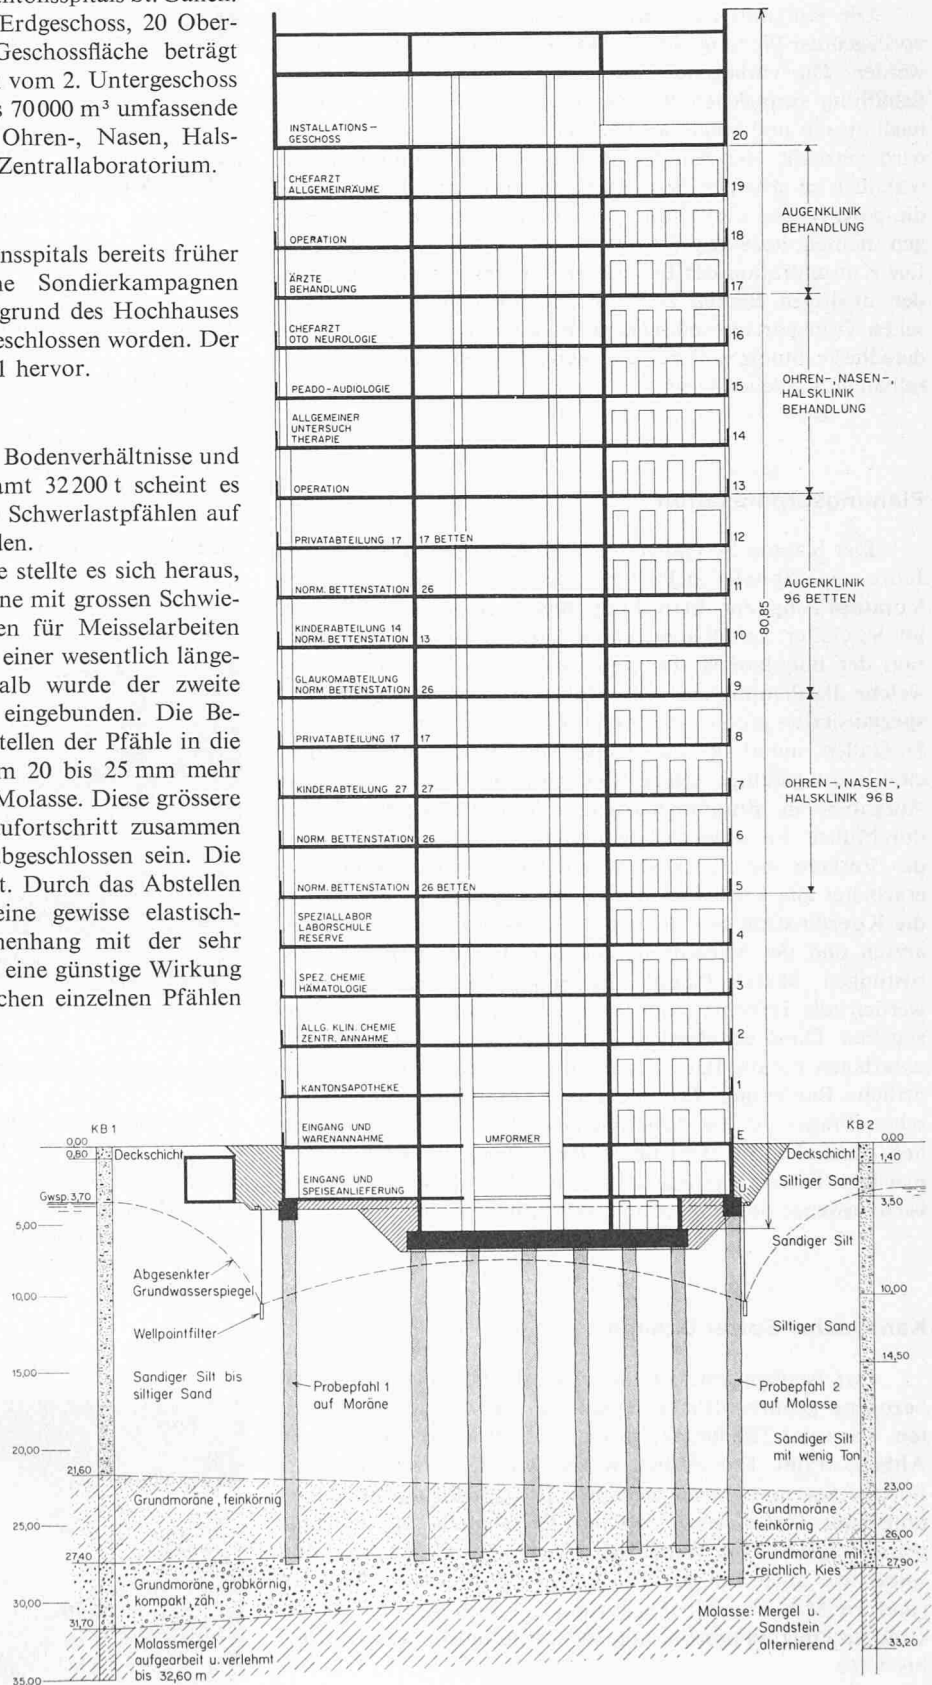 Erdgeschoss, 20 Ober-
Geschossfläche beträgt
vom 2. Untergeschoss
70 000 m³ umfassende
Ohren-, Nasen, Hals-
Zentrallaboratorium.
nsspitals bereits früher
ne Sondierkampagnen
grund des Hochhauses
eschlossen worden. Der
1 hervor.
Bodenverhältnisse und
amt 32 200 t scheint es
Schwerlastpfählen auf
den.
e stellte es sich heraus,
ne mit grossen Schwie-
en für Meisselarbeiten
einer wesentlich länge-
alb wurde der zweite
eingebunden. Die Be-
tellen der Pfähle in die
m 20 bis 25 mm mehr
Molasse. Diese grössere
ufortschritt zusammen
abgeschlossen sein. Die
t. Durch das Abstellen
eine gewisse elastisch-
menhang mit der sehr
eine günstige Wirkung
chen einzelnen Pfählen
INSTALLATIONS-
GESCHOSS
20
CHEFARZT
ALLGEMEINRÄUME
19
OPERATION
18
ÄRZTE
BEHANDLUNG
17
AUGENKLINIK
BEHANDLUNG
CHEFARZT
OTO NEUROLOGIE
16
PEADO-AUDIOLOGIE
15
ALLGEMEINER
UNTERSUCH
THERAPIE
14
OPERATION
13
OHREN-, NASEN-,
HALSKLINIK
BEHANDLUNG
PRIVATABTEILUNG 17 17 BETTEN
12
NORM. BETTENSTATION 26
11
KINDERABTEILUNG 14
NORM. BETTENSTATION 13
10
GLAUKOMABTEILUNG
NORM BETTENSTATION 26
9
AUGENKLINIK
96 BETTEN
80,85
PRIVATABTEILUNG 17 17
8
KINDERABTEILUNG 27 27
7
NORM. BETTENSTATION 26
6
NORM. BETTENSTATION 26 BETTEN
5
OHREN-, NASEN-,
HALSKLINIK 96 B
SPEZIALLABOR
LABORSCHULE
RESERVE
4
SPEZ. CHEMIE
HÄMATOLOGIE
3
ALLG. KLIN. CHEMIE
ZENTR. ANNAHME
2
KANTONSAPOTHEKE
1
EINGANG UND
WARENANNAHME
UMFORMER
E
EINGANG UND
SPEISEANLIEFERUNG
U
KB 1
0,00
0,80
Deckschicht
Gwsp. 3,70
5,00
10,00
15,00
20,00
21,60
25,00
27,40
30,00
31,70
35,00
Abgesenkter
Grundwasserspiegel
Wellpointfilter
Sandiger Silt bis
siltiger Sand
Probepfahl 1
auf Moräne
Grundmoräne, feinkörnig
Grundmoräne, grobkörnig,
kompakt, zäh
Molassmergel
aufgearbeit u. verlehmt
bis 32,60 m
KB 2
0,00
Deckschicht
1,40
Siltiger Sand
3,50
Sandiger Silt
10,00
Siltiger Sand
14,50
Probepfahl 2
auf Molasse
Sandiger Silt
mit wenig Ton
23,00
Grundmoräne
feinkörnig
26,00
Grundmoräne mit
reichlich. Kies
27,90
Molasse: Mergel u.
Sandstein
alternierend
33,20